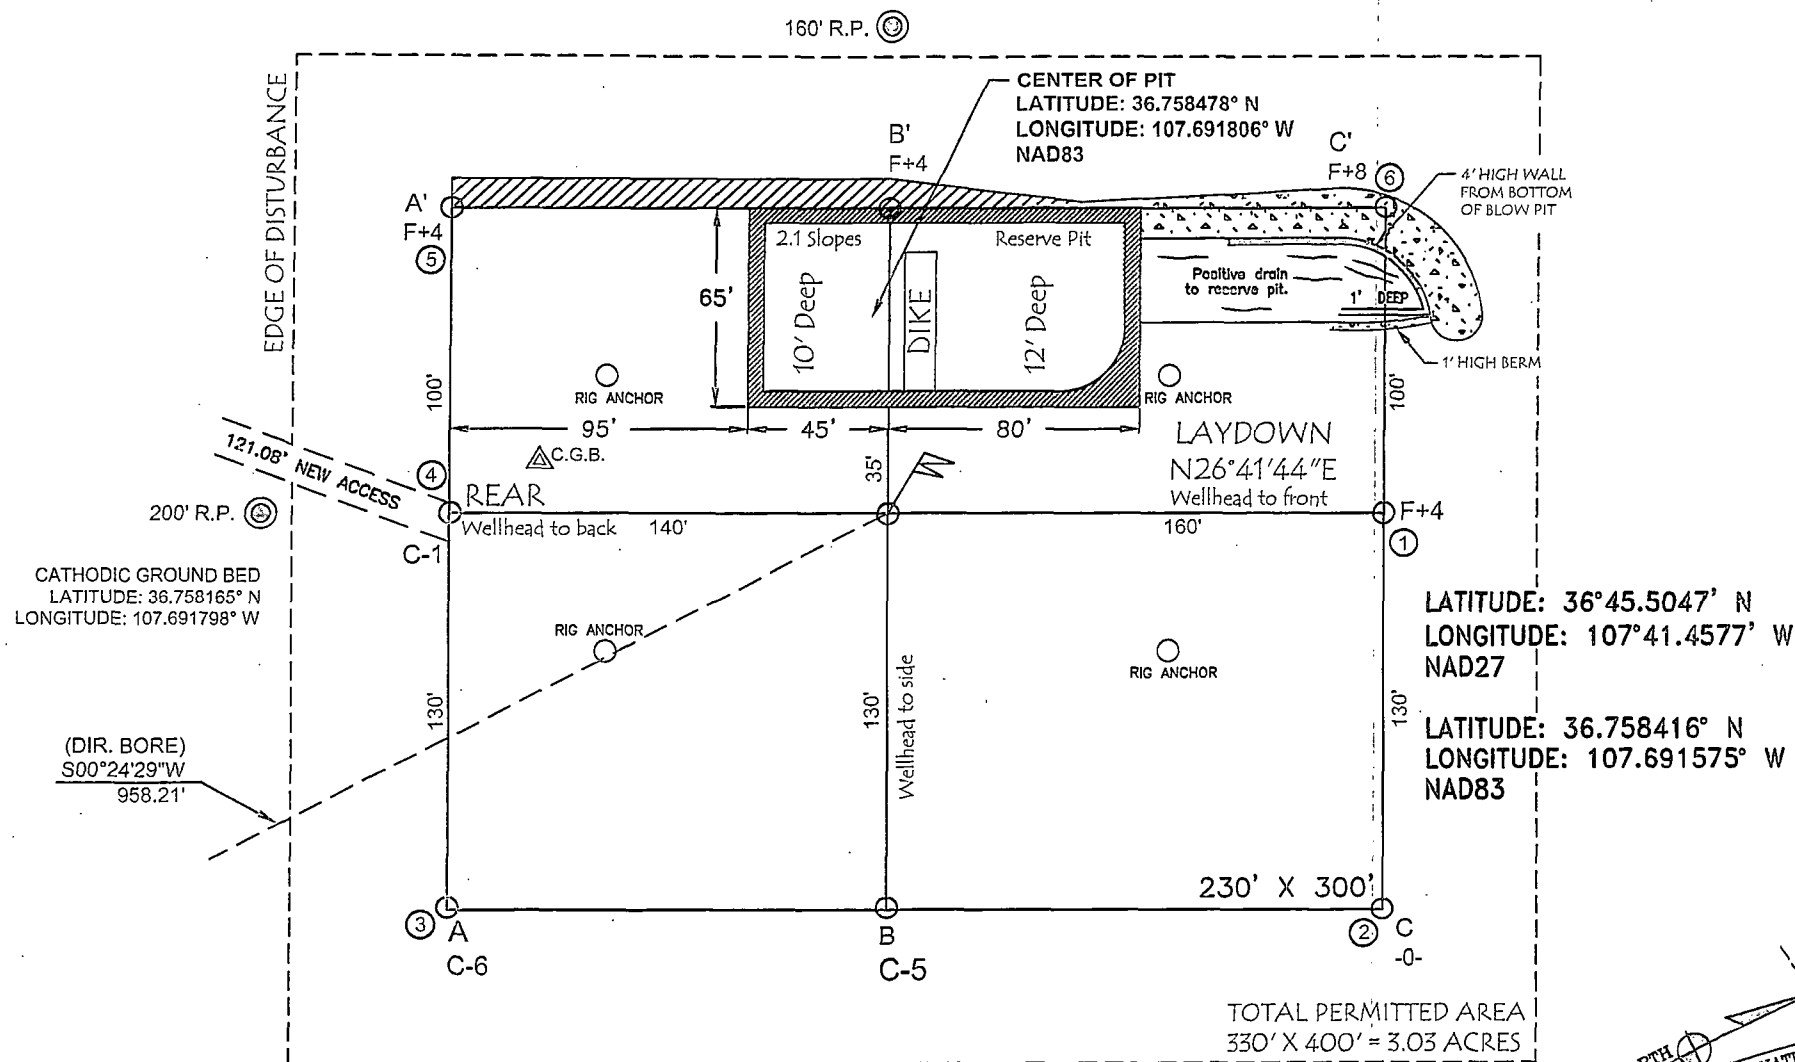 160' R.P.
EDGE OF DISTURBANCE
CENTER OF PIT
LATITUDE: 36.758478° N
LONGITUDE: 107.691806° W
NAD83
B'
F+4
C'
F+8
6
4' HIGH WALL
FROM BOTTOM
OF BLOW PIT
A'
F+4
5
2.1 Slopes
Reserve Pit
65'
10' Deep
DIKE
12' Deep
Positive drain
to reserve pit.
1' DEEP
1' HIGH BERM
RIG ANCHOR
RIG ANCHOR
100'
100'
95'
45'
80'
C.G.B.
35'
LAYDOWN
N26°41'44"E
Wellhead to front
121.08' NEW ACCESS
4
REAR
Wellhead to back
140'
160'
F+4
1
200' R.P.
C-1
CATHODIC GROUND BED
LATITUDE: 36.758165° N
LONGITUDE: 107.691798° W
LATITUDE: 36°45.5047' N
LONGITUDE: 107°41.4577' W
NAD27
RIG ANCHOR
RIG ANCHOR
130'
130'
Wellhead to side
130'
LATITUDE: 36.758416° N
LONGITUDE: 107.691575° W
NAD83
(DIR. BORE)
S00°24'29"W
958.21'
230' X 300'
3
A
C-6
B
C-5
2
C
-0-
TOTAL PERMITTED AREA
330' X 400' = 3.03 ACRES